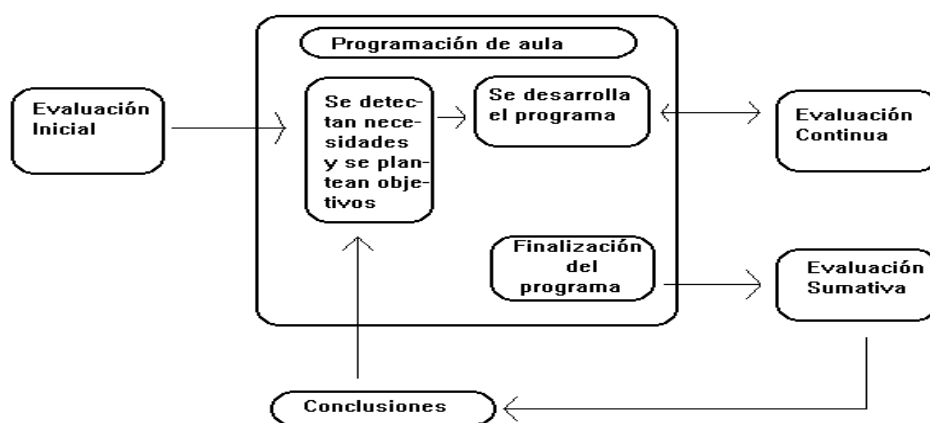 Programación de aula
Evaluación
Inicial
Se detec-
tan nece-
sidades
y se plan-
tean obje-
tivos
Se desarrolla
el programa
Evaluación
Continua
Finalización
del
programa
Evaluación
Sumativa
Conclusiones